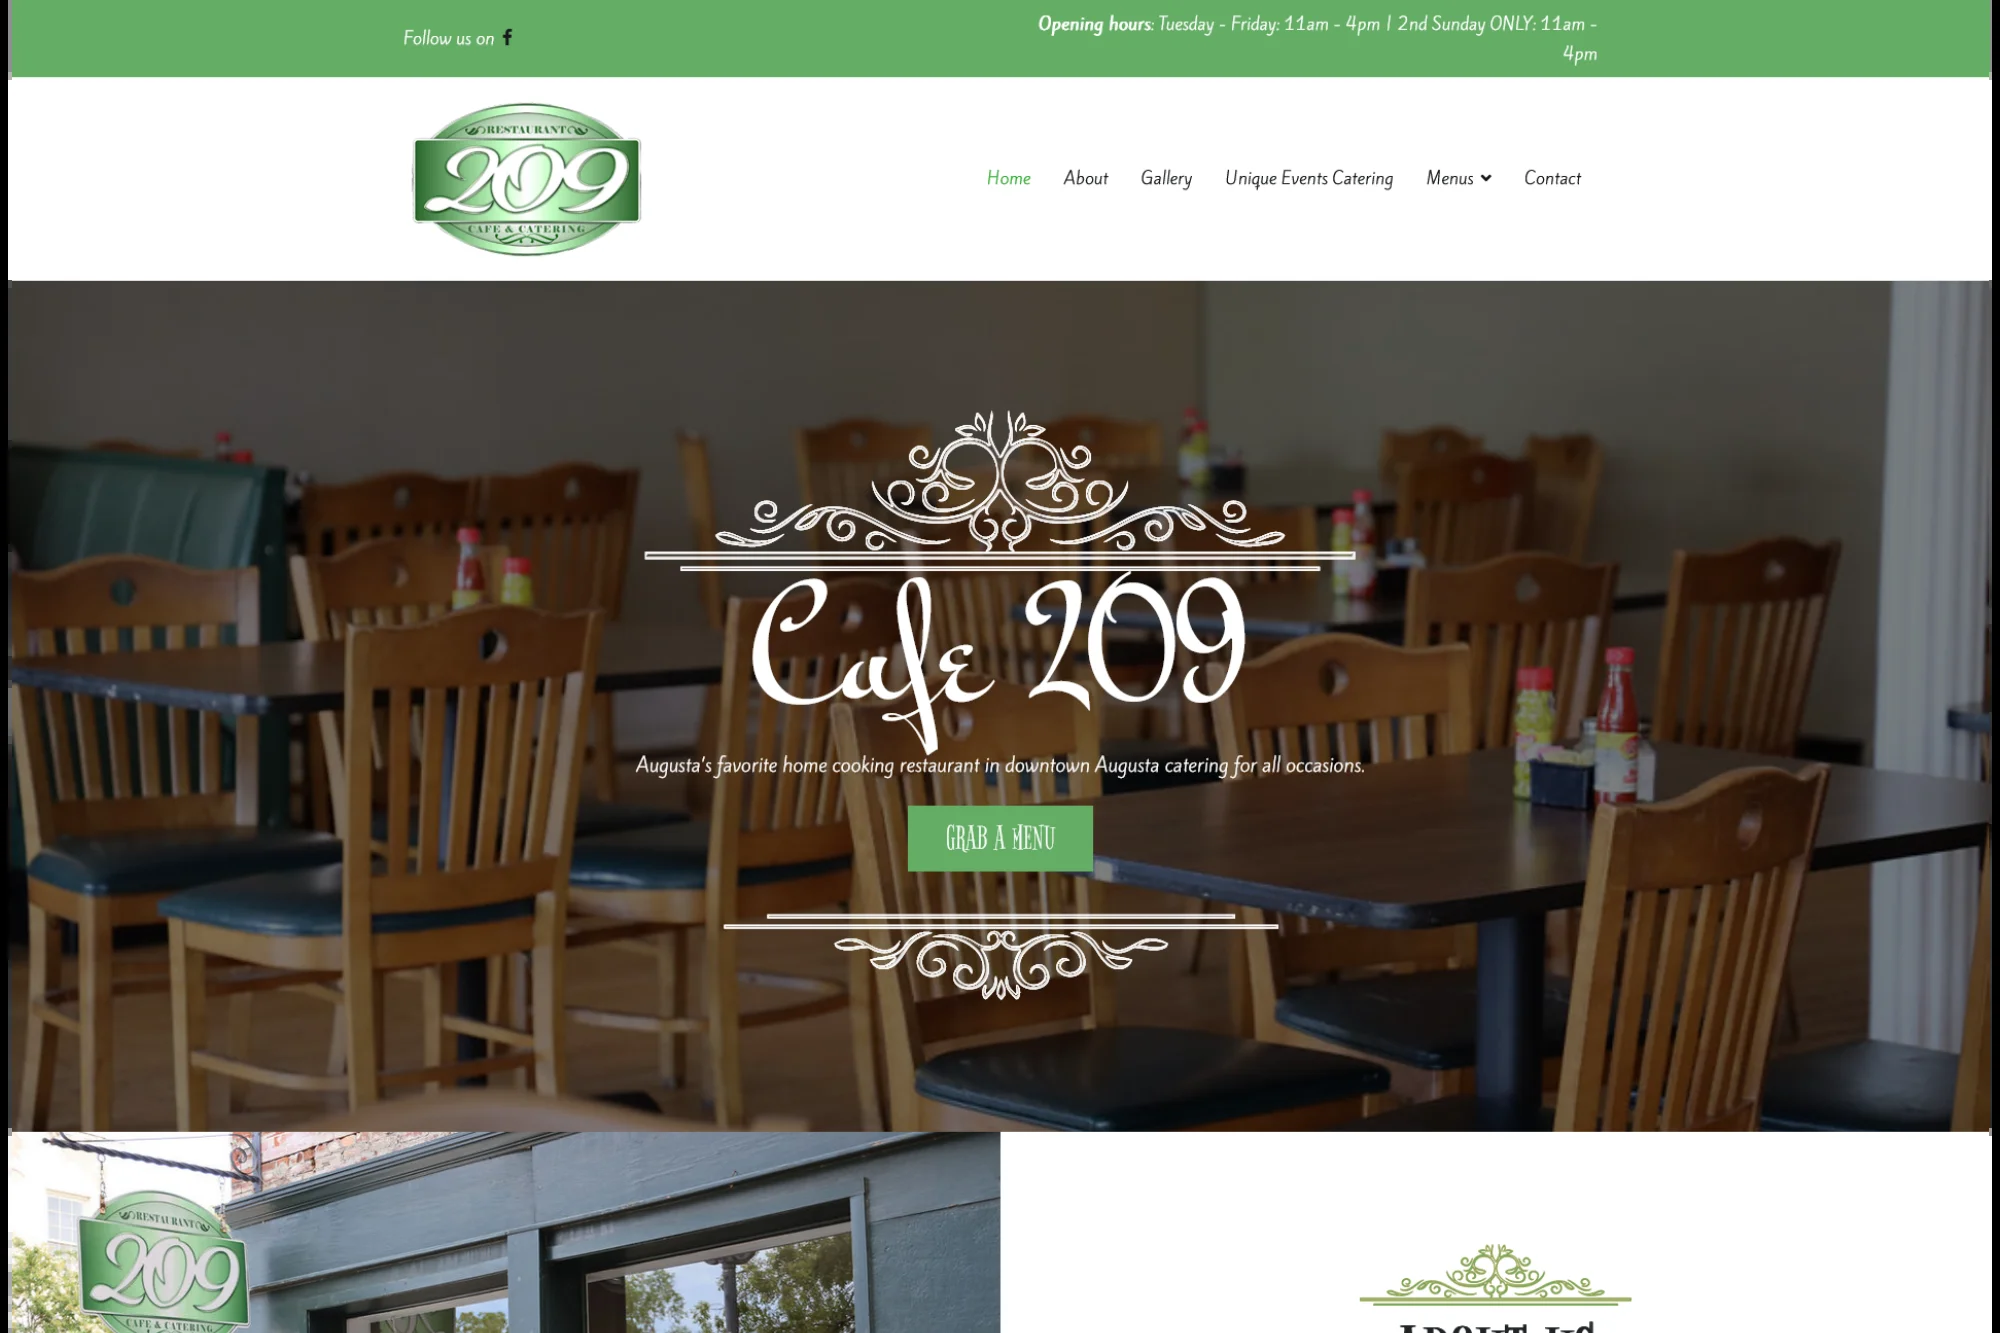 Follow us on
Opening hours: Tuesday - Friday: 11am - 4pm | 2nd Sunday ONLY: 11am -
4pm
RESTAURANT
209
CAFE & CATERING
Home About Gallery Unique Events Catering Menus Contact
Cafe 209
Augusta's favorite home cooking restaurant in downtown Augusta catering for all occasions.
GRAB A MENU
RESTAURANT
209
CAFE & CATERING
ABOUT US